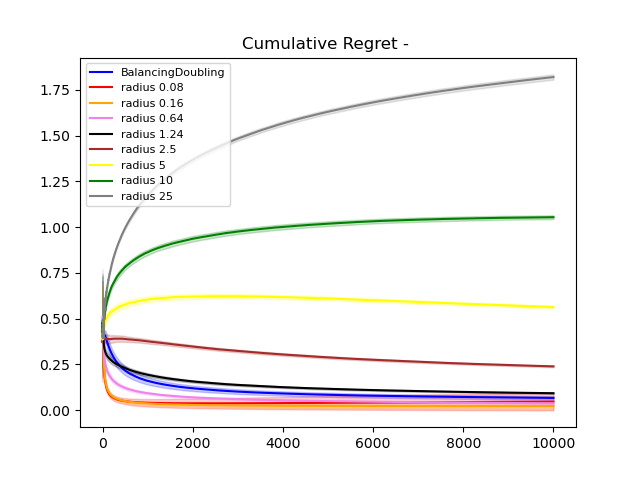 Cumulative Regret -
BalancingDoubling
radius 0.08
radius 0.16
radius 0.64
radius 1.24
radius 2.5
radius 5
radius 10
radius 25
1.75
1.50
1.25
1.00
0.75
0.50
0.25
0.00
0 2000 4000 6000 8000 10000